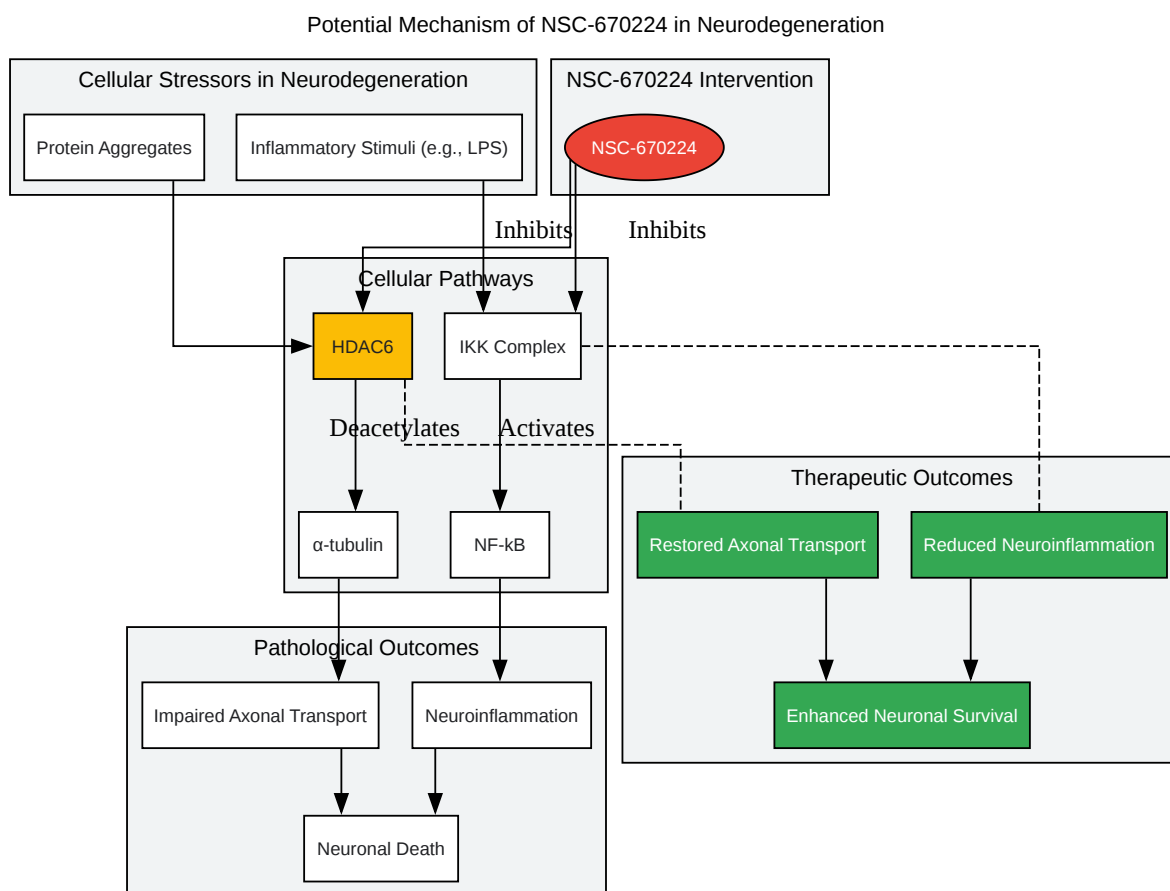 Potential Mechanism of NSC-670224 in Neurodegeneration
Cellular Stressors in Neurodegeneration
NSC-670224 Intervention
Protein Aggregates
Inflammatory Stimuli (e.g., LPS)
NSC-670224
Inhibits
Inhibits
Cellular Pathways
HDAC6
IKK Complex
Deacetylates
Activates
Therapeutic Outcomes
α-tubulin
NF-kB
Restored Axonal Transport
Reduced Neuroinflammation
Pathological Outcomes
Impaired Axonal Transport
Neuroinflammation
Enhanced Neuronal Survival
Neuronal Death